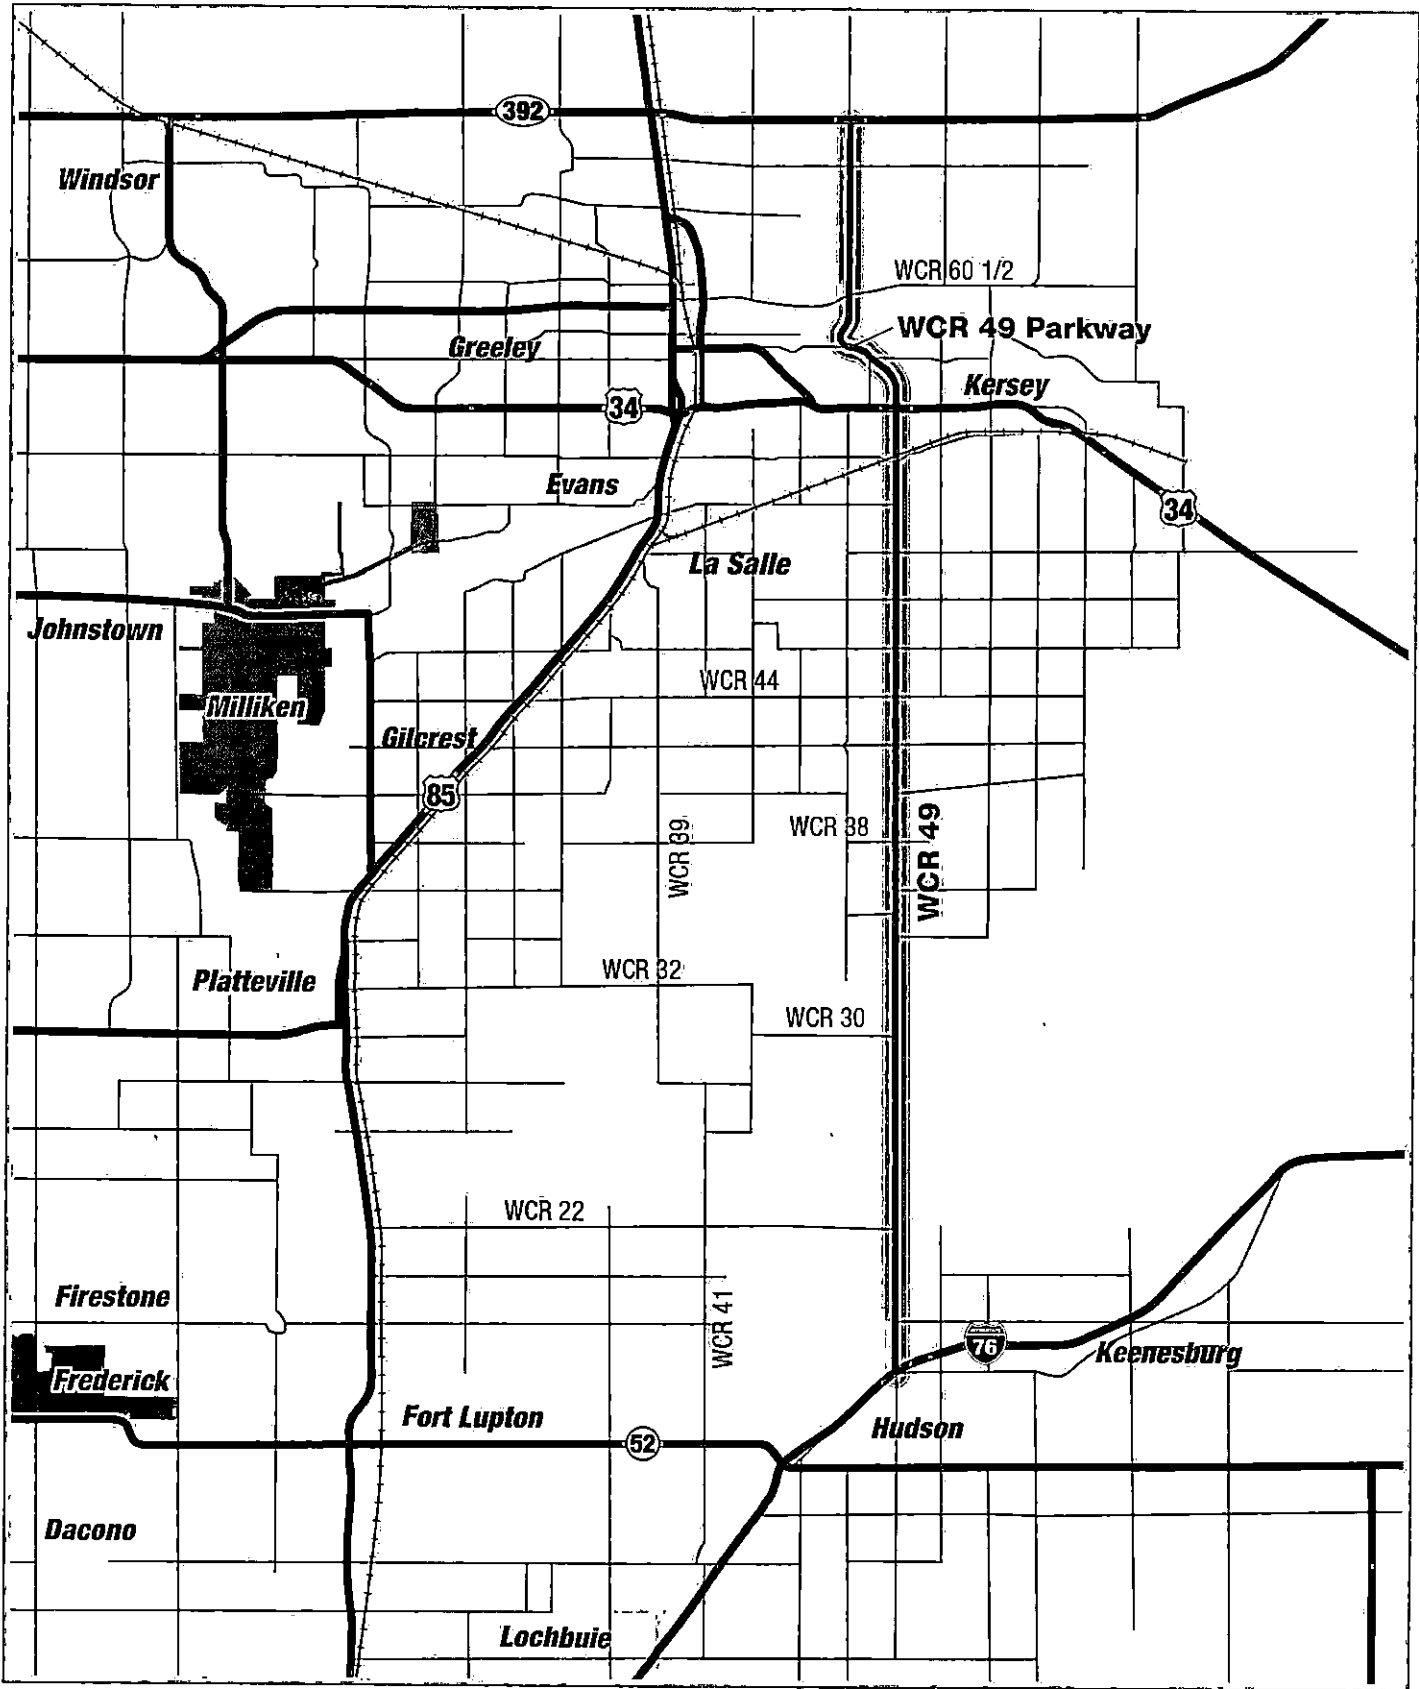 392
Windsor
WCR 60 1/2
WCR 49 Parkway
Greeley
Kersey
34
Evans
34
La Salle
Johnstown
WCR 44
Milliken
Gilcrest
85
WCR 39
WCR 38
WCR 49
WCR 32
Platteville
WCR 30
WCR 22
Firestone
WCR 41
76
Keenesburg
Frederick
Fort Lupton
Hudson
52
Dacono
Lochbuie